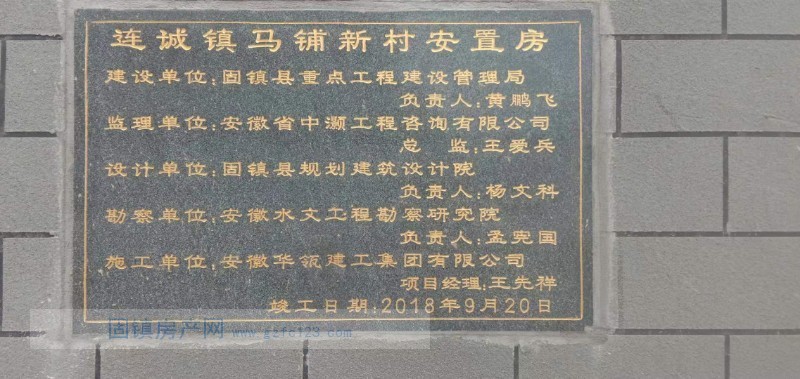 连城镇马铺新村安置房
建设单位:固镇县重点工程建设管理局
负责人:黄鹏飞
监理单位:安徽省中灏工程咨询有限公司
总 监:王爱兵
设计单位:固镇县规划建筑设计院
负责人:杨文科
勘察单位:安徽水文工程勘察研究院
负责人:孟宪国
施工单位:安徽华瓴建工集团有限公司
项目经理:王先祥
竣工日期:2018年9月20日
固镇房产网 www.gzfc123.com